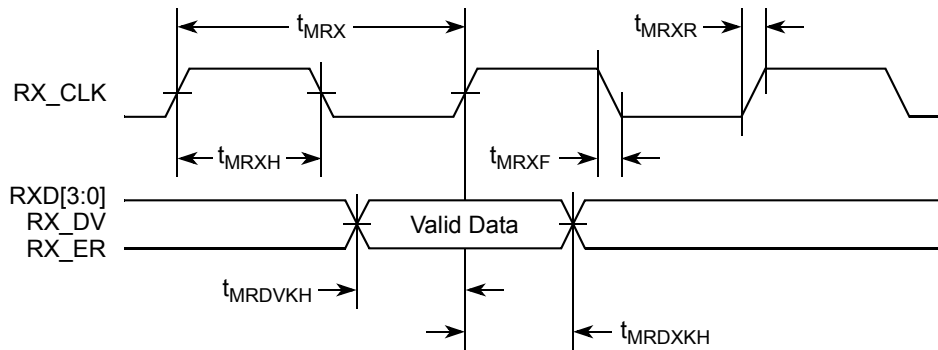 tMRX
tMRXR
RX_CLK
tMRXH
tMRXF
RXD[3:0]
RX_DV
RX_ER
Valid Data
tMRDVKH
tMRDXKH